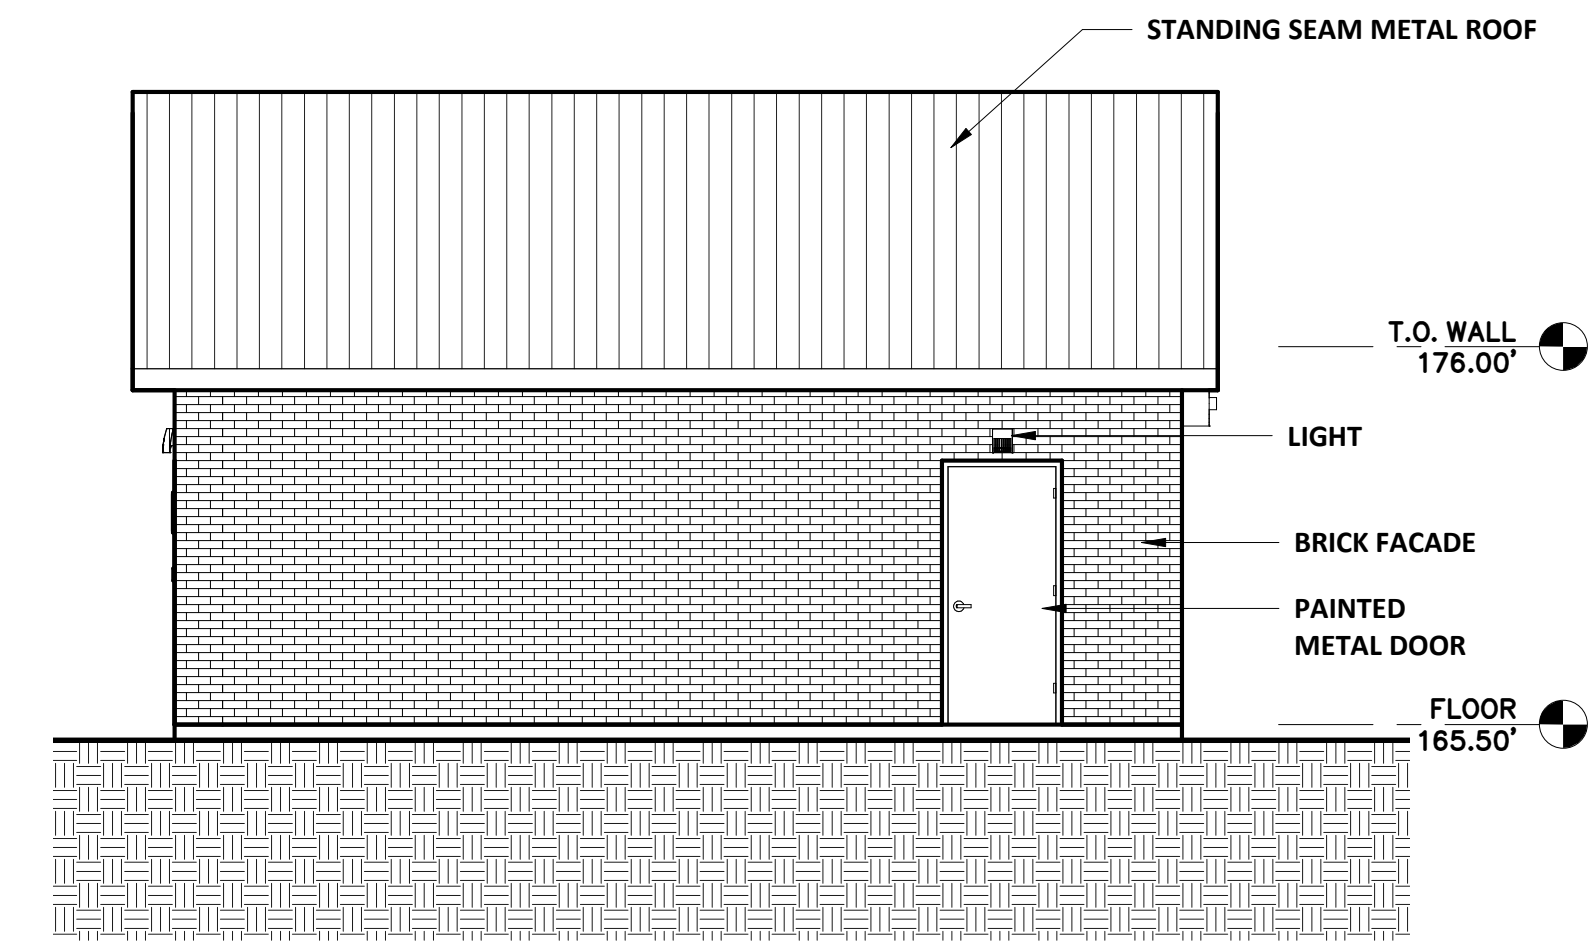 STANDING SEAM METAL ROOF
T.O. WALL
176.00'
LIGHT
BRICK FACADE
PAINTED
METAL DOOR
FLOOR
165.50'